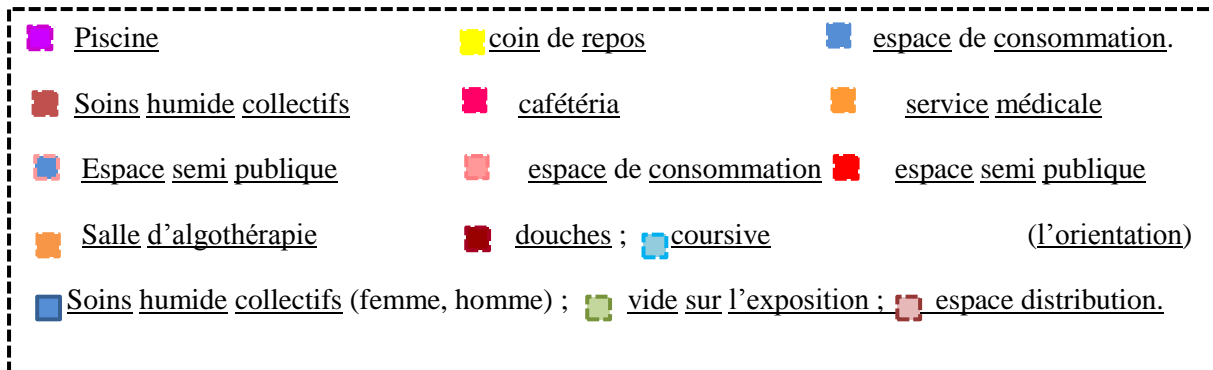 Piscine coin de repos espace de consommation.
Soins humide collectifs cafétéria service médicale
Espace semi publique espace de consommation espace semi publique
Salle d'algothérapie douches ; coursive (l'orientation)
Soins humide collectifs (femme, homme) ; vide sur l'exposition ; espace distribution.